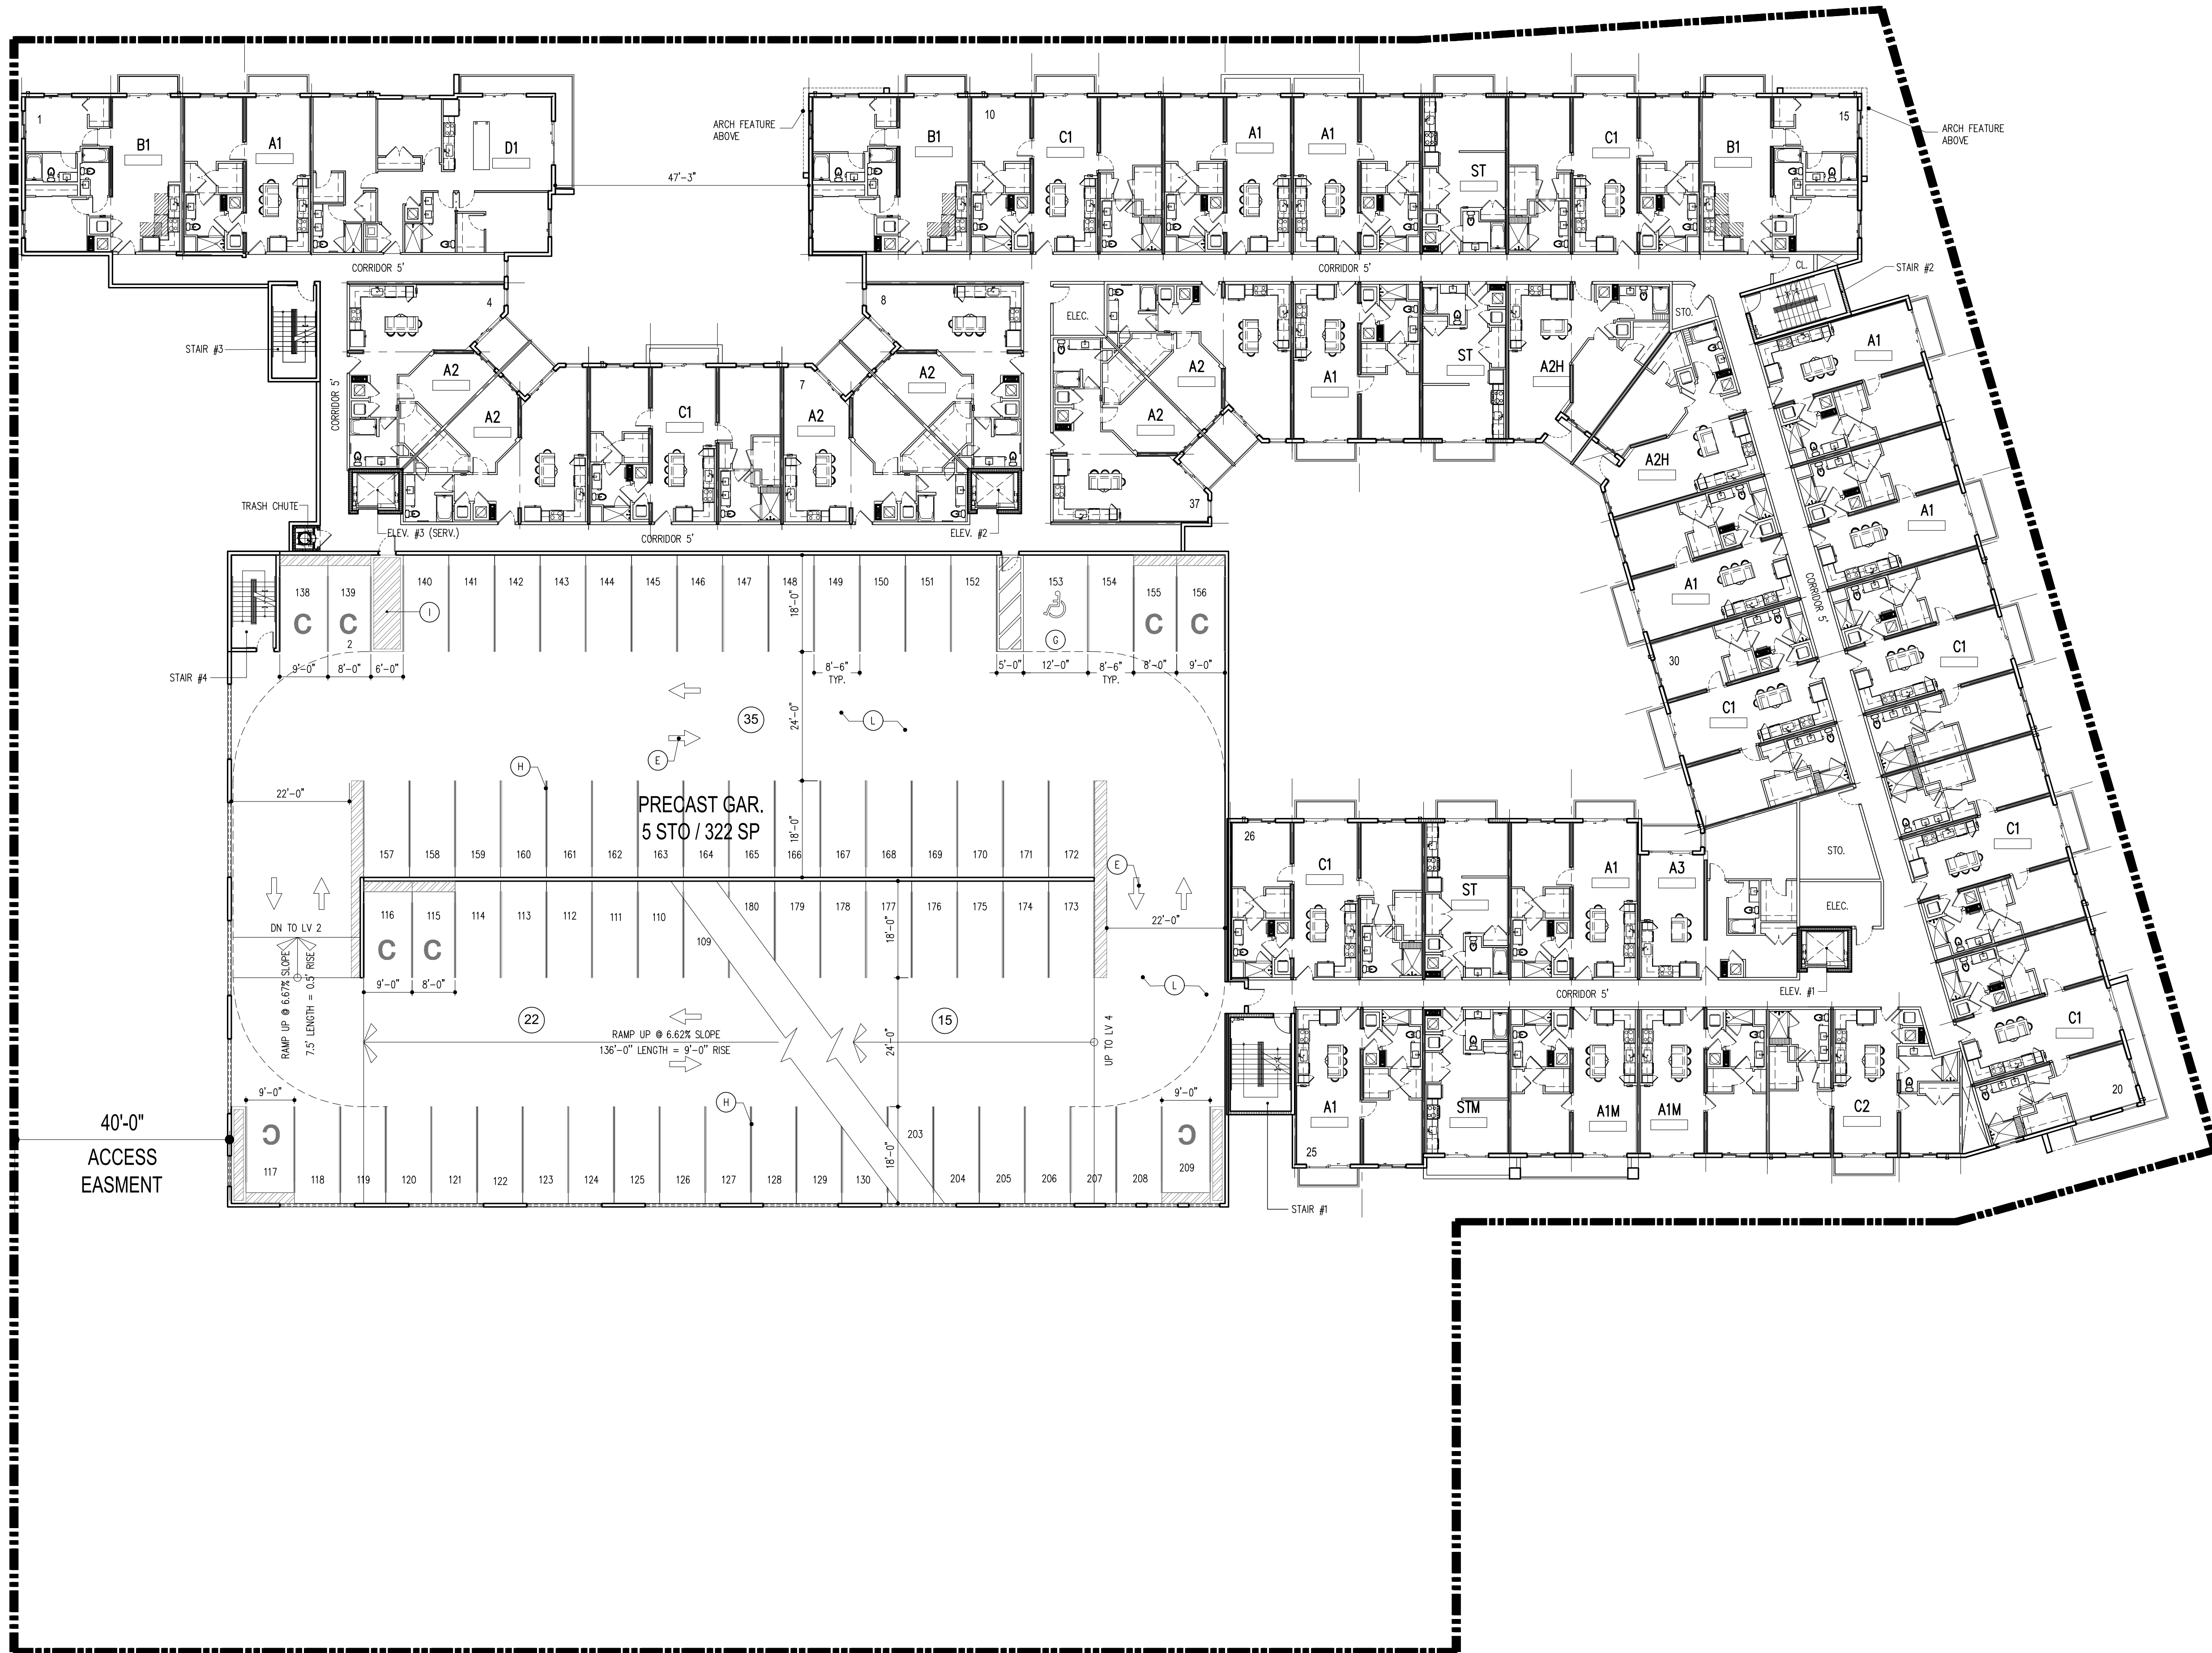 1
B1
A1
D1
47'-3"
ARCH FEATURE
ABOVE
B1
10
C1
A1
A1
ST
C1
B1
15
ARCH FEATURE
ABOVE
CORRIDOR 5'
CORRIDOR 5'
CL.
STAIR #2
STAIR #3
CORRIDOR 5'
4
A2
A2
C1
7
A2
8
A2
ELEC.
A2
A2
37
A1
ST
A2H
STO.
A2H
A1
A1
A1
CORRIDOR 5'
30
C1
C1
C1
C1
20
TRASH CHUTE
ELEV. #3 (SERV.)
CORRIDOR 5'
ELEV. #2
138
139
140
141
142
143
144
145
146
147
148
149
150
151
152
153
154
155
156
C
C
2
I
18'-0"
G
C
C
STAIR #4
9'-0"
8'-0"
6'-0"
8'-6"
TYP.
5'-0"
12'-0"
8'-6"
TYP.
8'-0"
9'-0"
35
L
24'-0"
E
H
22'-0"
PRECAST GAR.
5 STO / 322 SP
18'-0"
157
158
159
160
161
162
163
164
165
166
167
168
169
170
171
172
E
116
115
114
113
112
111
110
109
180
179
178
177
176
175
174
173
C
C
18'-0"
22'-0"
DN TO LV 2
RAMP UP @ 6.67% SLOPE
7.5' LENGTH = 0.5' RISE
9'-0"
8'-0"
L
22
15
RAMP UP @ 6.62% SLOPE
136'-0" LENGTH = 9'-0" RISE
24'-0"
UP TO LV 4
9'-0"
H
9'-0"
C
C
203
18'-0"
117
118
119
120
121
122
123
124
125
126
127
128
129
130
204
205
206
207
208
209
40'-0"
ACCESS
EASMENT
26
C1
ST
A1
A3
STO.
ELEC.
CORRIDOR 5'
ELEV. #1
A1
25
STM
A1M
A1M
C2
STAIR #1